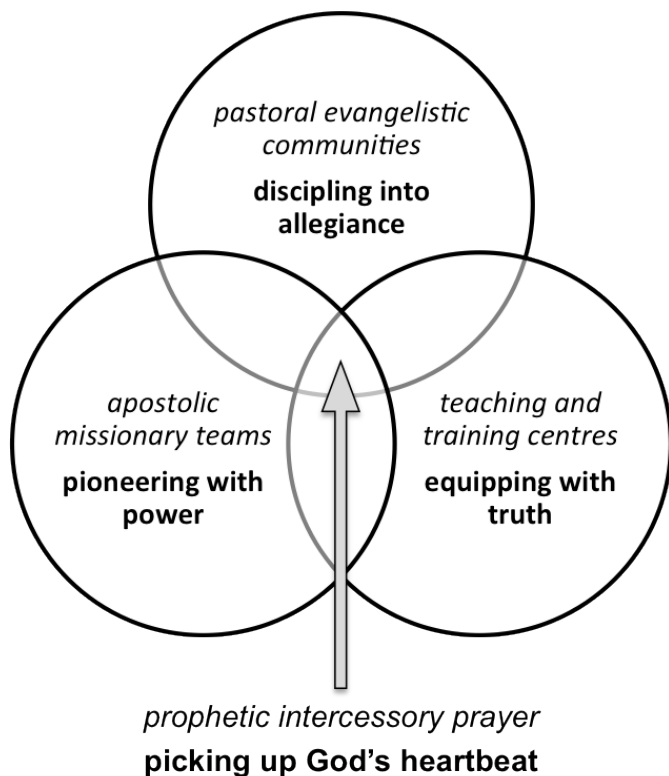 pastoral evangelistic
communities
discipling into
allegiance
apostolic
missionary teams
pioneering with
power
teaching and
training centres
equipping with
truth
prophetic intercessory prayer
picking up God’s heartbeat